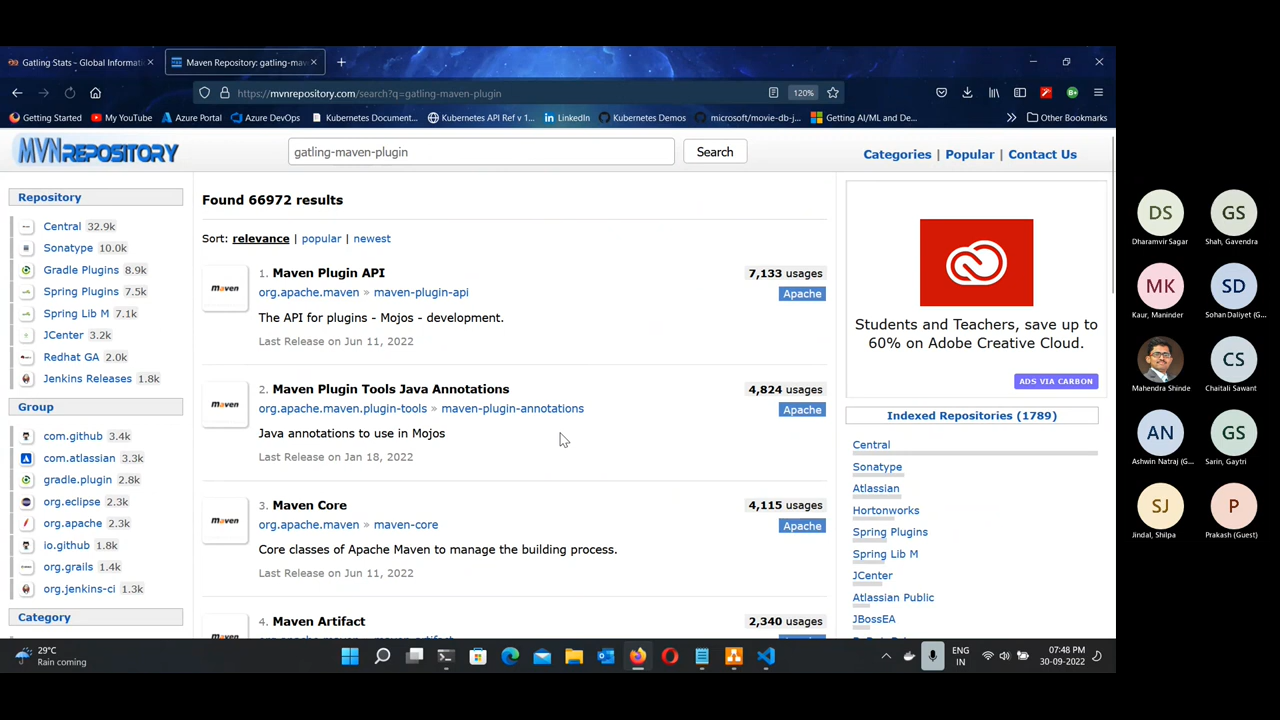 Gatling Stats – Global Informati
Maven Repository: gatling-mav
https://mvnrepository.com/search?q=gatling-maven-plugin
120%
Getting Started
My YouTube
Azure Portal
Azure DevOps
Kubernetes Document...
Kubernetes API Ref v 1...
LinkedIn
Kubernetes Demos
microsoft/movie-db-j...
Getting AI/ML and De...
Other Bookmarks
MVNREPOSITORY
gatling-maven-plugin
Search
Categories | Popular | Contact Us
Repository
Central 32.9k
Sonatype 10.0k
Gradle Plugins 8.9k
Spring Plugins 7.5k
Spring Lib M 7.1k
JCenter 3.2k
Redhat GA 2.0k
Jenkins Releases 1.8k
Group
com.github 3.4k
com.atlassian 3.3k
gradle.plugin 2.8k
org.eclipse 2.3k
org.apache 2.3k
io.github 1.8k
org.grails 1.4k
org.jenkins-ci 1.3k
Category
Found 66972 results
Sort: relevance | popular | newest
maven
1. Maven Plugin API
7,133 usages
org.apache.maven » maven-plugin-api
Apache
The API for plugins - Mojos - development.
Last Release on Jun 11, 2022
maven
2. Maven Plugin Tools Java Annotations
4,824 usages
org.apache.maven.plugin-tools » maven-plugin-annotations
Apache
Java annotations to use in Mojos
Last Release on Jan 18, 2022
maven
3. Maven Core
4,115 usages
org.apache.maven » maven-core
Apache
Core classes of Apache Maven to manage the building process.
Last Release on Jun 11, 2022
maven
4. Maven Artifact
2,340 usages
Students and Teachers, save up to
60% on Adobe Creative Cloud.
ADS VIA CARBON
Indexed Repositories (1789)
Central
Sonatype
Atlassian
Hortonworks
Spring Plugins
Spring Lib M
JCenter
Atlassian Public
JBossEA
DS
Dharamvir Sagar
GS
Shah, Gavendra
MK
Kaur, Maninder
SD
Sohan Daliyet (G...
Mahendra Shinde
CS
Chaitali Sawant
AN
Ashwin Natraj (G...
GS
Sarin, Gaytri
SJ
Jindal, Shilpa
P
Prakash (Guest)
29°C
Rain coming
ENG
IN
07:48 PM
30-09-2022